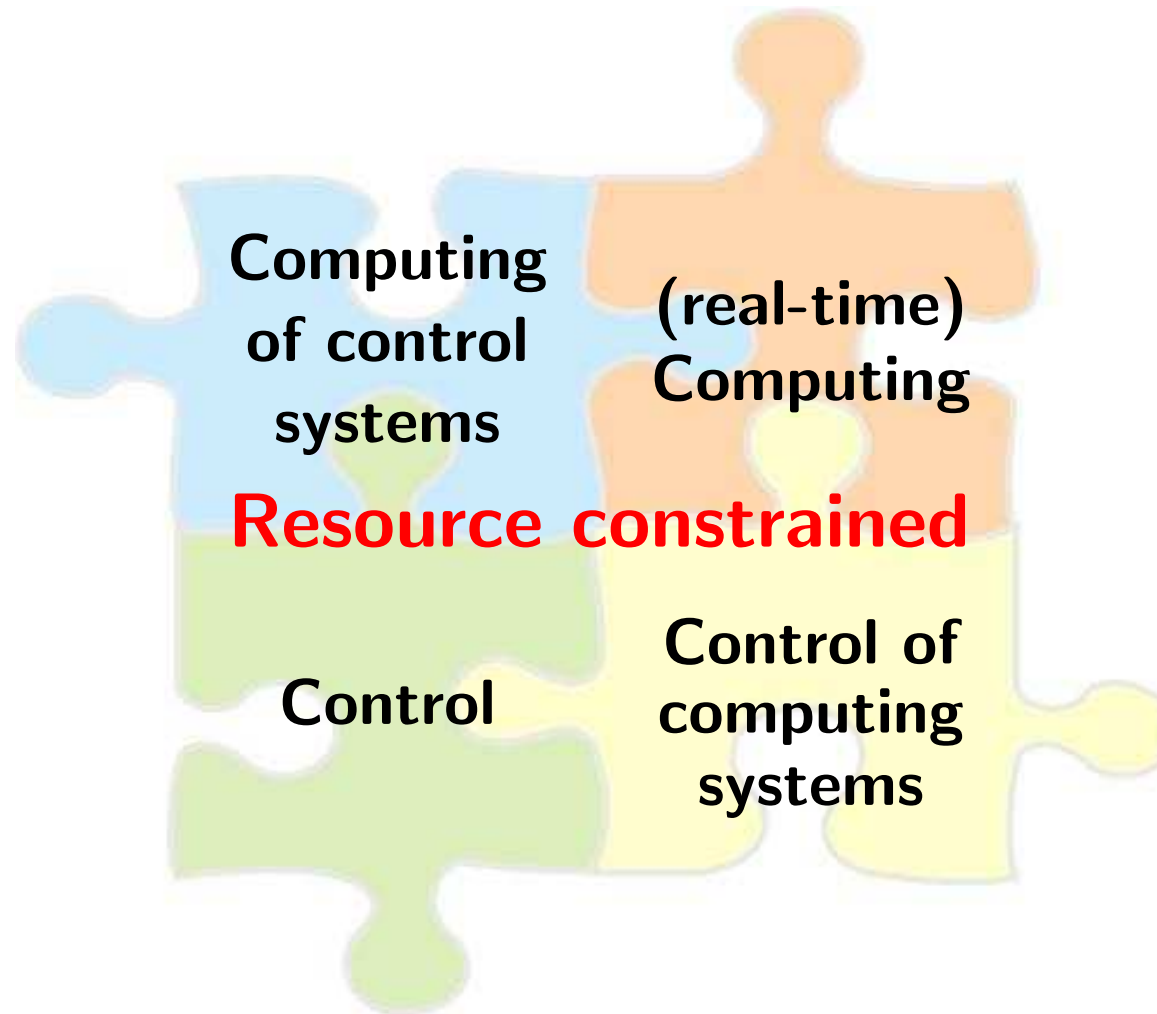 Computing
of control
systems
(real-time)
Computing
Resource constrained
Control
Control of
computing
systems